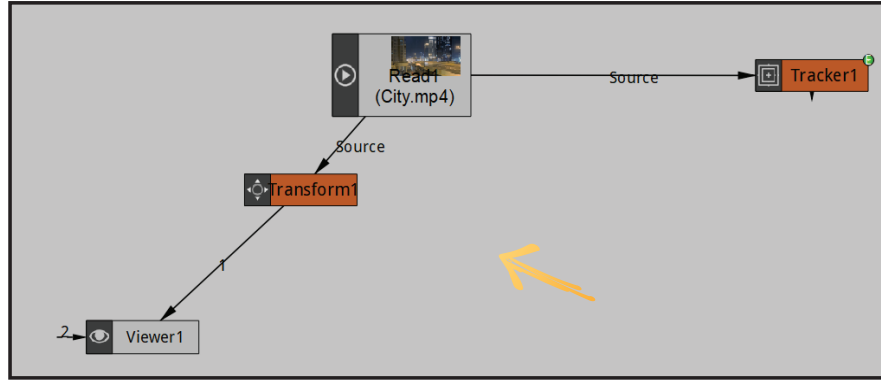 Read1
(City.mp4)
Source
Tracker1
Source
Transform1
1
2
Viewer1